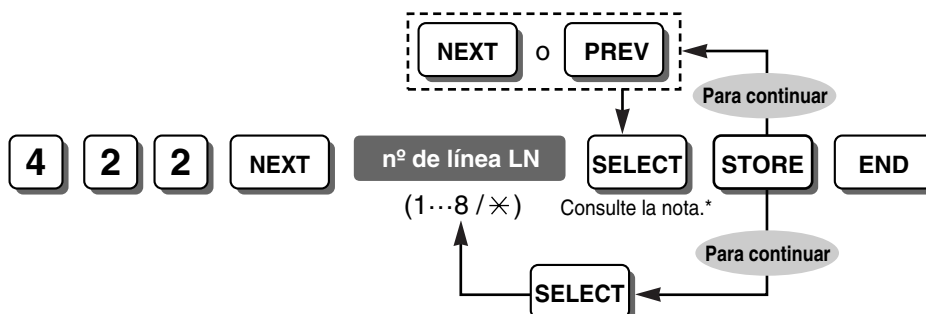 NEXT o PREV
Para continuar
4 2 2 NEXT nº de línea LN SELECT STORE END
(1···8 / ✳) Consulte la nota.*
Para continuar
SELECT